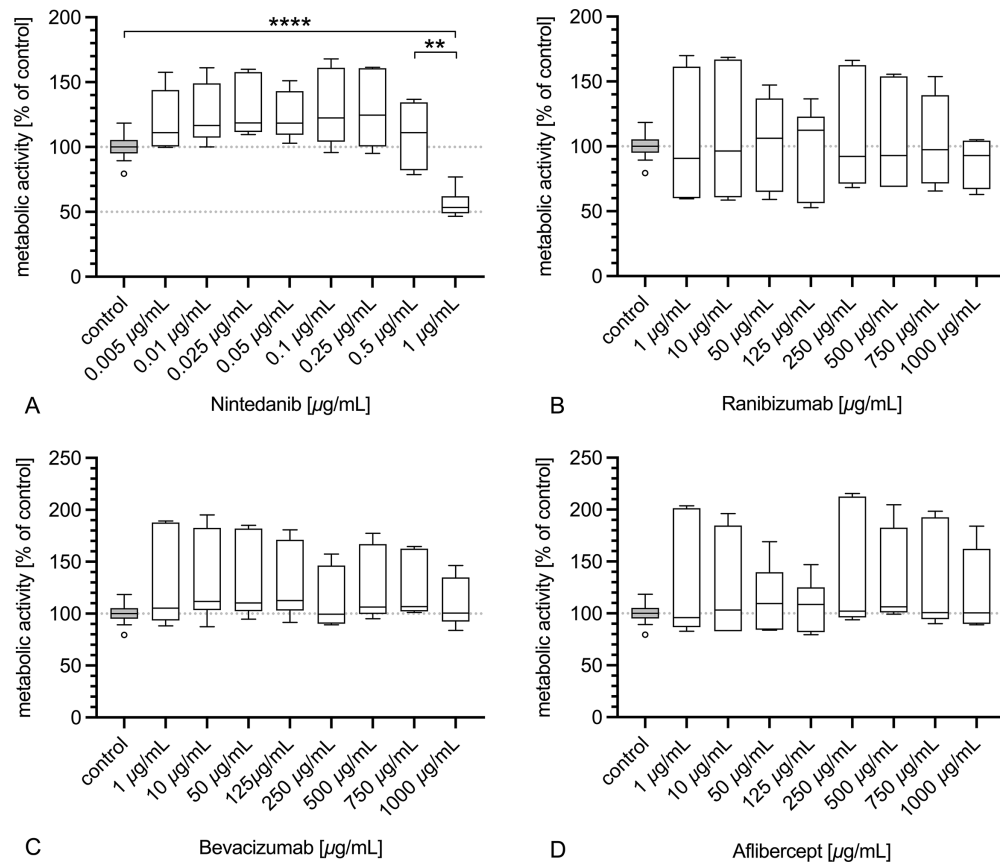 metabolic activity [% of control]
200
150
100
50
0
****
**
control
0.005 µg/mL
0.01 µg/mL
0.025 µg/mL
0.05 µg/mL
0.1 µg/mL
0.25 µg/mL
0.5 µg/mL
1 µg/mL
A
Nintedanib [µg/mL]
metabolic activity [% of control]
200
150
100
50
0
control
1 µg/mL
10 µg/mL
50 µg/mL
125 µg/mL
250 µg/mL
500 µg/mL
750 µg/mL
1000 µg/mL
B
Ranibizumab [µg/mL]
metabolic activity [% of control]
250
200
150
100
50
0
control
1 µg/mL
10 µg/mL
50 µg/mL
125µg/mL
250 µg/mL
500 µg/mL
750 µg/mL
1000 µg/mL
C
Bevacizumab [µg/mL]
metabolic activity [% of control]
250
200
150
100
50
0
control
1 µg/mL
10 µg/mL
50 µg/mL
125 µg/mL
250 µg/mL
500 µg/mL
750 µg/mL
1000 µg/mL
D
Aflibercept [µg/mL]